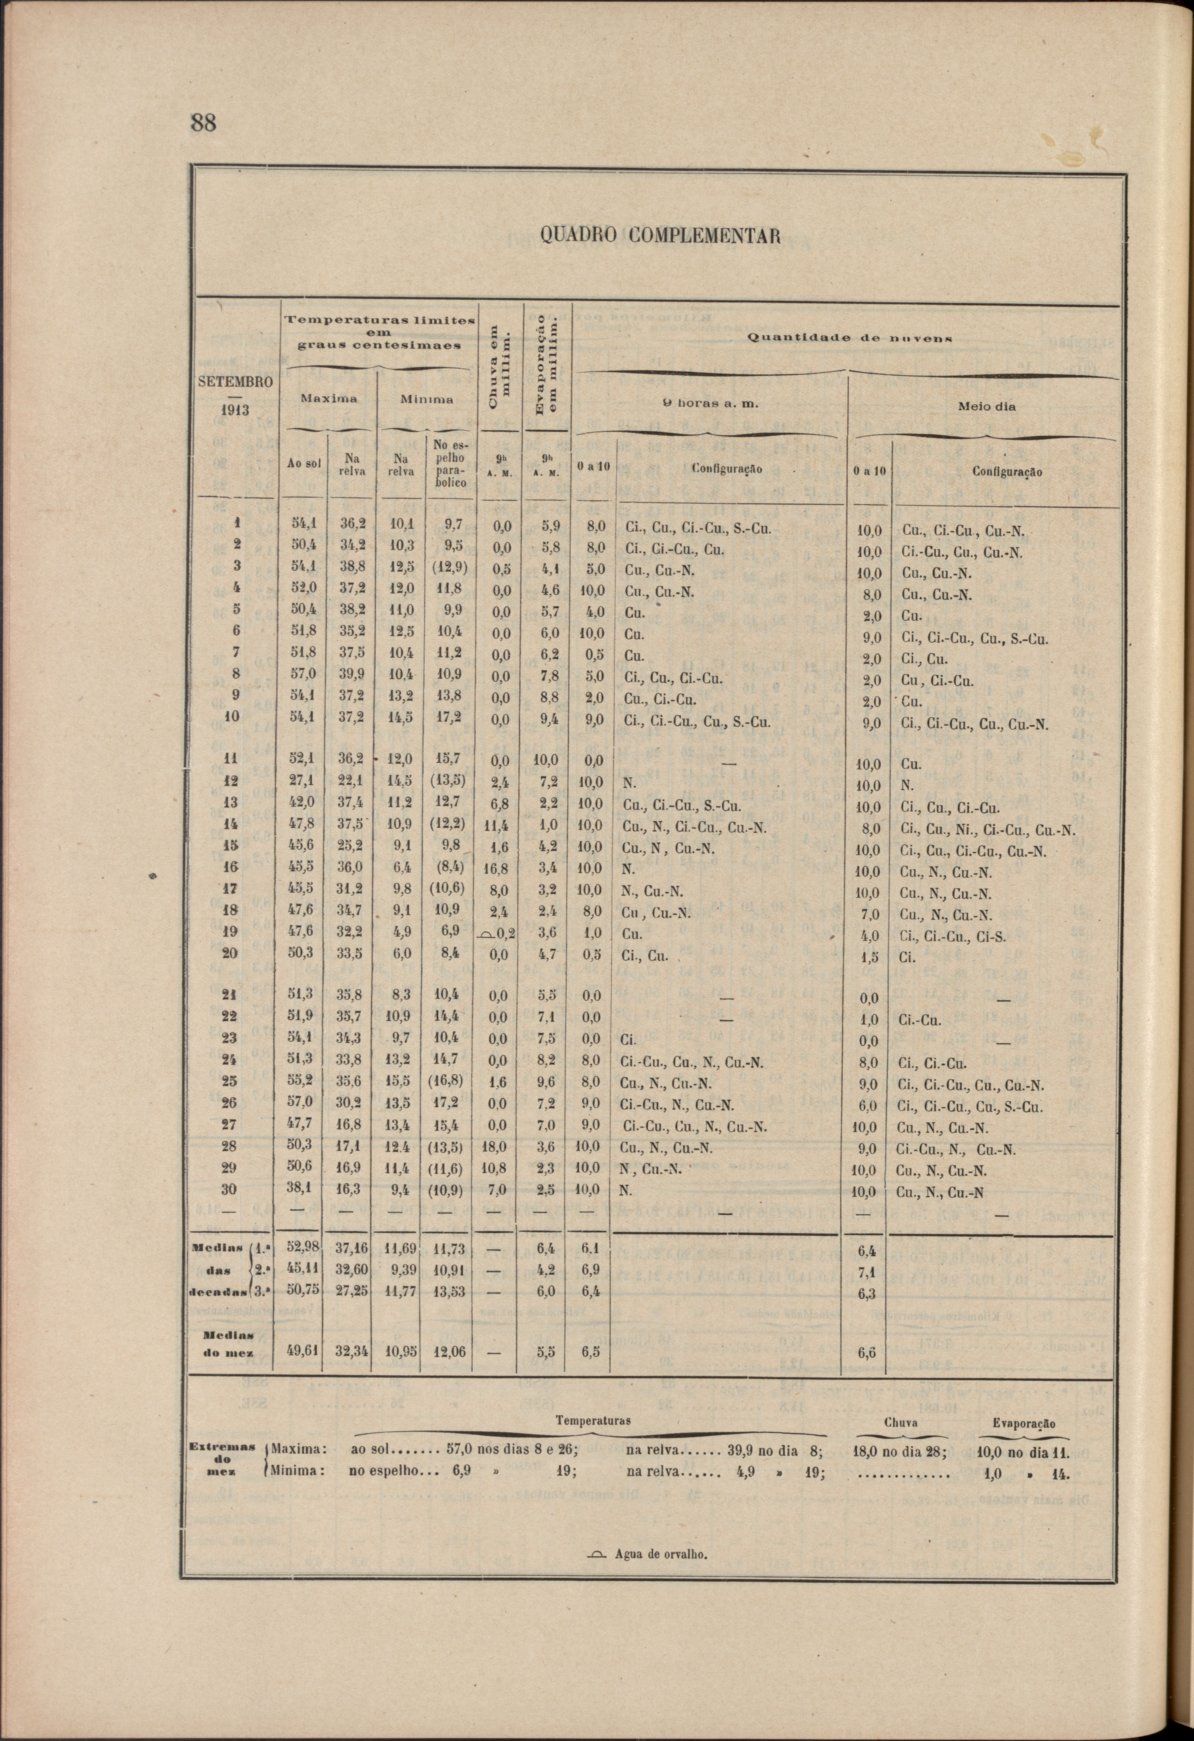 88
QUADRO COMPLEMENTAR
SETEMBRO
—
1913
Temperaturas limites
em
graus centesimaes
Chuva em
millim.
Evaporação
em millim.
Quantidade de nuvens
Maxima
Minima
9 horas a. m.
Meio dia
Ao sol
Na
relva
Na
relva
No es-
pelho
para-
bolico
9h
A. M.
9h
A. M.
0 a 10
Configuração
0 a 10
Configuração
1 54,1 36,2 10,1 9,7 0,0 5,9 8,0 Ci., Cu., Ci.-Cu., S.-Cu. 10,0 Cu., Ci.-Cu, Cu.-N.
2 50,4 34,2 10,3 9,5 0,0 5,8 8,0 Ci., Ci.-Cu., Cu. 10,0 Ci.-Cu., Cu., Cu.-N.
3 54,1 38,8 12,5 (12,9) 0,5 4,1 5,0 Cu., Cu.-N. 10,0 Cu., Cu.-N.
4 52,0 37,2 12,0 11,8 0,0 4,6 10,0 Cu., Cu.-N. 8,0 Cu., Cu.-N.
5 50,4 38,2 11,0 9,9 0,0 5,7 4,0 Cu. 2,0 Cu.
6 51,8 35,2 12,5 10,4 0,0 6,0 10,0 Cu. 9,0 Ci., Ci.-Cu., Cu., S.-Cu.
7 51,8 37,5 10,4 11,2 0,0 6,2 0,5 Cu. 2,0 Ci., Cu.
8 57,0 39,9 10,4 10,9 0,0 7,8 5,0 Ci., Cu., Ci.-Cu. 2,0 Cu, Ci.-Cu.
9 54,1 37,2 13,2 13,8 0,0 8,8 2,0 Cu., Ci.-Cu. 2,0 Cu.
10 54,1 37,2 14,5 17,2 0,0 9,4 9,0 Ci., Ci.-Cu., Cu., S.-Cu. 9,0 Ci., Ci.-Cu., Cu., Cu.-N.
11 52,1 36,2 12,0 15,7 0,0 10,0 0,0 — 10,0 Cu.
12 27,1 22,1 14,5 (13,5) 2,4 7,2 10,0 N. 10,0 N.
13 42,0 37,4 11,2 12,7 6,8 2,2 10,0 Cu., Ci.-Cu., S.-Cu. 10,0 Ci., Cu., Ci.-Cu.
14 47,8 37,5 10,9 (12,2) 11,4 1,0 10,0 Cu., N., Ci.-Cu., Cu.-N. 8,0 Ci., Cu., Ni., Ci.-Cu., Cu.-N.
15 45,6 25,2 9,1 9,8 1,6 4,2 10,0 Cu., N, Cu.-N. 10,0 Ci., Cu., Ci.-Cu., Cu.-N.
16 45,5 36,0 6,4 (8,4) 16,8 3,4 10,0 N. 10,0 Cu., N., Cu.-N.
17 45,5 31,2 9,8 (10,6) 8,0 3,2 10,0 N., Cu.-N. 10,0 Cu., N., Cu.-N.
18 47,6 34,7 9,1 10,9 2,4 2,4 8,0 Cu, Cu.-N. 7,0 Cu., N., Cu.-N.
19 47,6 32,2 4,9 6,9 ⌓0,2 3,6 1,0 Cu. 4,0 Ci., Ci.-Cu., Ci-S.
20 50,3 33,5 6,0 8,4 0,0 4,7 0,5 Ci., Cu. 1,5 Ci.
21 51,3 35,8 8,3 10,4 0,0 5,5 0,0 — 0,0 —
22 51,9 35,7 10,9 14,4 0,0 7,1 0,0 — 1,0 Ci.-Cu.
23 54,1 34,3 9,7 10,4 0,0 7,5 0,0 Ci. 0,0 —
24 51,3 33,8 13,2 14,7 0,0 8,2 8,0 Ci.-Cu., Cu., N., Cu.-N. 8,0 Ci., Ci.-Cu.
25 55,2 35,6 15,5 (16,8) 1,6 9,6 8,0 Cu., N., Cu.-N. 9,0 Ci., Ci.-Cu., Cu., Cu.-N.
26 57,0 30,2 13,5 17,2 0,0 7,2 9,0 Ci.-Cu., N., Cu.-N. 6,0 Ci., Ci.-Cu., Cu., S.-Cu.
27 47,7 16,8 13,4 15,4 0,0 7,0 9,0 Ci.-Cu., Cu., N., Cu.-N. 10,0 Cu., N., Cu.-N.
28 50,3 17,1 12.4 (13,5) 18,0 3,6 10,0 Cu., N., Cu.-N. 9,0 Ci.-Cu., N., Cu.-N.
29 50,6 16,9 11,4 (11,6) 10,8 2,3 10,0 N, Cu.-N. 10,0 Cu., N., Cu.-N.
30 38,1 16,3 9,4 (10,9) 7,0 2,5 10,0 N. 10,0 Cu., N., Cu.-N
— — — — — — — — — — —
Medias 1.ª 52,98 37,16 11,69 11,73 — 6,4 6.1 6,4
das 2.ª 45,11 32,60 9,39 10,91 — 4,2 6,9 7,1
decadas 3.ª 50,75 27,25 11,77 13,53 — 6,0 6,4 6,3
Medias
do mez 49,61 32,34 10,95 12,06 — 5,5 6,5 6,6
Temperaturas Chuva Evaporação
Extremas
do
mez
Maxima: ao sol....... 57,0 nos dias 8 e 26; na relva...... 39,9 no dia 8; 18,0 no dia 28; 10,0 no dia 11.
Minima: no espelho... 6,9 » 19; na relva...... 4,9 » 19; ............. 1,0 » 14.
⌓ Agua de orvalho.